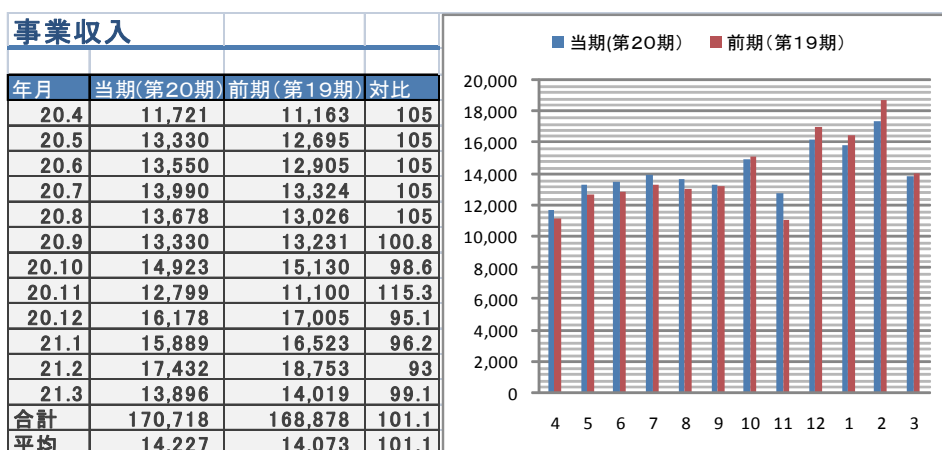 事業収入
年月 当期(第20期) 前期(第19期) 対比
20.4 11,721 11,163 105
20.5 13,330 12,695 105
20.6 13,550 12,905 105
20.7 13,990 13,324 105
20.8 13,678 13,026 105
20.9 13,330 13,231 100.8
20.10 14,923 15,130 98.6
20.11 12,799 11,100 115.3
20.12 16,178 17,005 95.1
21.1 15,889 16,523 96.2
21.2 17,432 18,753 93
21.3 13,896 14,019 99.1
合計 170,718 168,878 101.1
平均 14,227 14,073 101.1
当期(第20期) 前期(第19期)
20,000
18,000
16,000
14,000
12,000
10,000
8,000
6,000
4,000
2,000
0
4 5 6 7 8 9 10 11 12 1 2 3